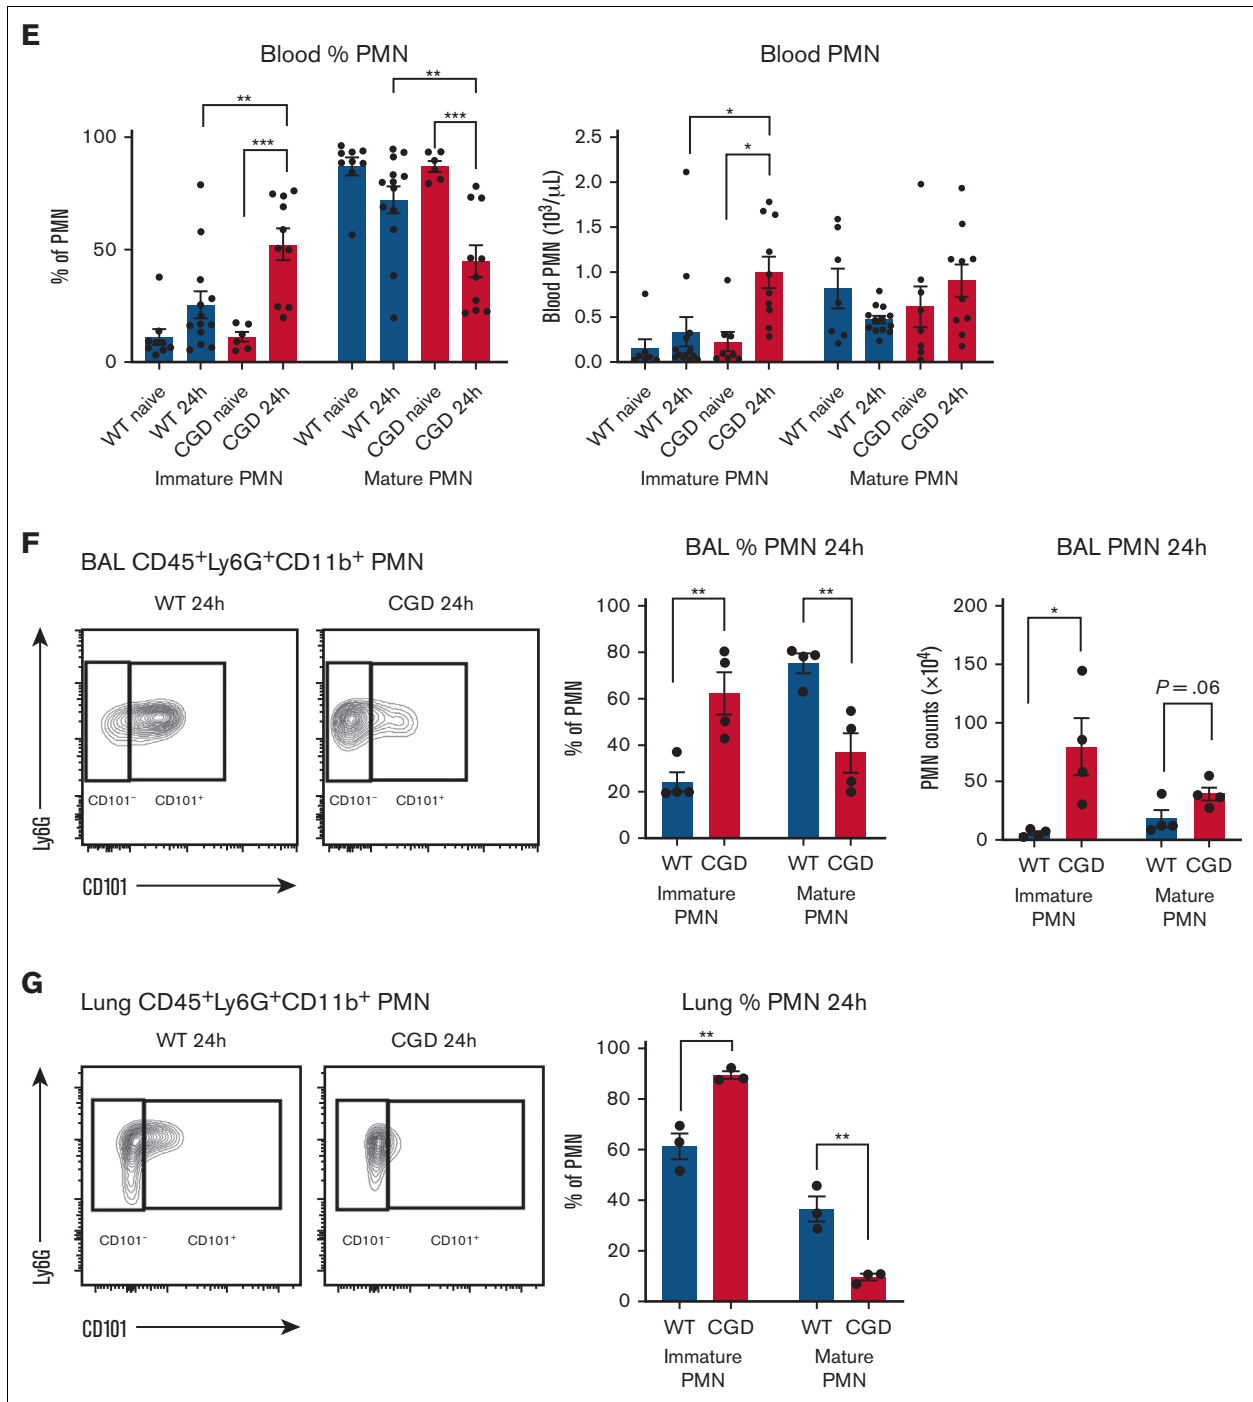 E
Blood % PMN
Blood PMN
**
**
***
***
*
*
100
50
0
% of PMN
2.5
2.0
1.5
1.0
0.5
0.0
Blood PMN (10³/μL)
WT naive
WT 24h
CGD naive
CGD 24h
WT naive
WT 24h
CGD naive
CGD 24h
Immature PMN
Mature PMN
WT naive
WT 24h
CGD naive
CGD 24h
WT naive
WT 24h
CGD naive
CGD 24h
Immature PMN
Mature PMN
F
BAL CD45⁺Ly6G⁺CD11b⁺ PMN
WT 24h
CGD 24h
CD101⁻
CD101⁺
CD101⁻
CD101⁺
Ly6G
CD101
BAL % PMN 24h
**
**
100
80
60
40
20
0
% of PMN
WT
CGD
WT
CGD
Immature
PMN
Mature
PMN
BAL PMN 24h
*
P = .06
200
150
100
50
0
PMN counts (×10⁴)
WT
CGD
WT
CGD
Immature
PMN
Mature
PMN
G
Lung CD45⁺Ly6G⁺CD11b⁺ PMN
WT 24h
CGD 24h
CD101⁻
CD101⁺
CD101⁻
CD101⁺
Ly6G
CD101
Lung % PMN 24h
**
**
100
80
60
40
20
0
% of PMN
WT
CGD
WT
CGD
Immature
PMN
Mature
PMN